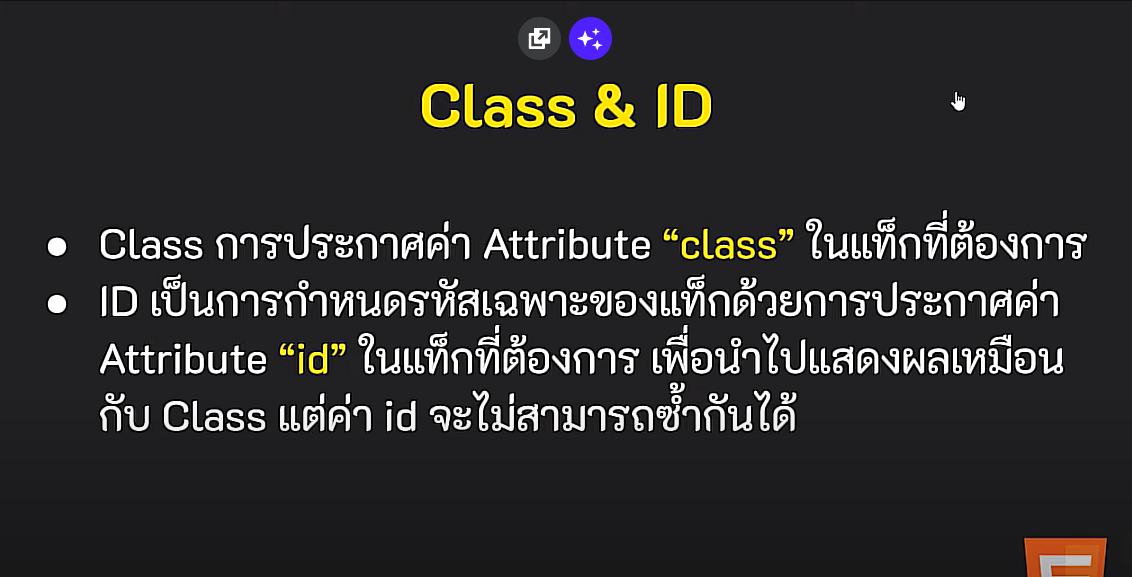 Class & ID
● Class การประกาศค่า Attribute “class” ในแท็กที่ต้องการ
● ID เป็นการกำหนดรหัสเฉพาะของแท็กด้วยการประกาศค่า
Attribute “id” ในแท็กที่ต้องการ เพื่อนำไปแสดงผลเหมือน
กับ Class แต่ค่า id จะไม่สามารถซ้ำกันได้